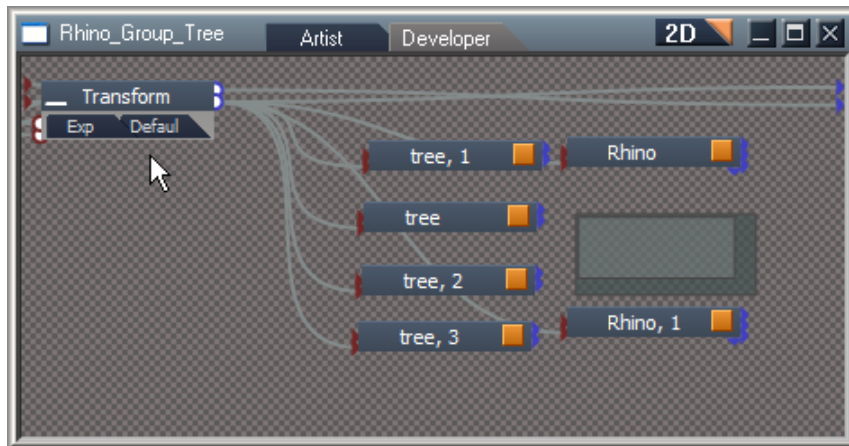 Rhino_Group_Tree Artist Developer 2D
Transform
Exp Defaul
tree, 1 Rhino
tree
tree, 2
tree, 3 Rhino, 1